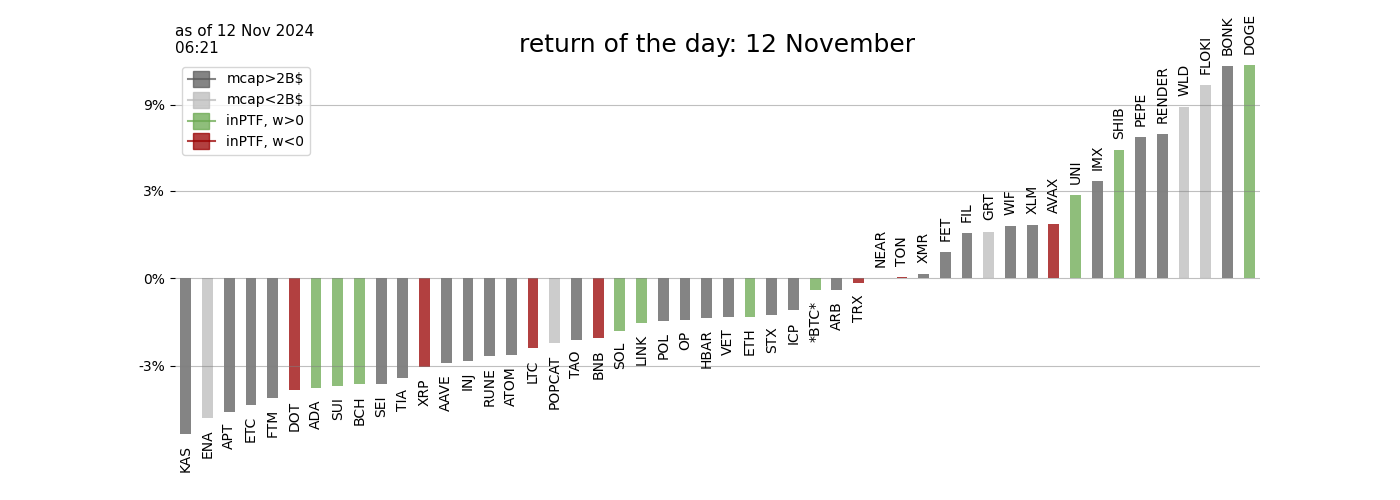 as of 12 Nov 2024
06:21
return of the day: 12 November
mcap>2B$
mcap<2B$
inPTF, w>0
inPTF, w<0
9%
3%
0%
-3%
KAS
ENA
APT
ETC
FTM
DOT
ADA
SUI
BCH
SEI
TIA
XRP
AAVE
INJ
RUNE
ATOM
LTC
POPCAT
TAO
BNB
SOL
LINK
POL
OP
HBAR
VET
ETH
STX
ICP
*BTC*
ARB
TRX
NEAR
TON
XMR
FET
FIL
GRT
WIF
XLM
AVAX
UNI
IMX
SHIB
PEPE
RENDER
WLD
FLOKI
BONK
DOGE